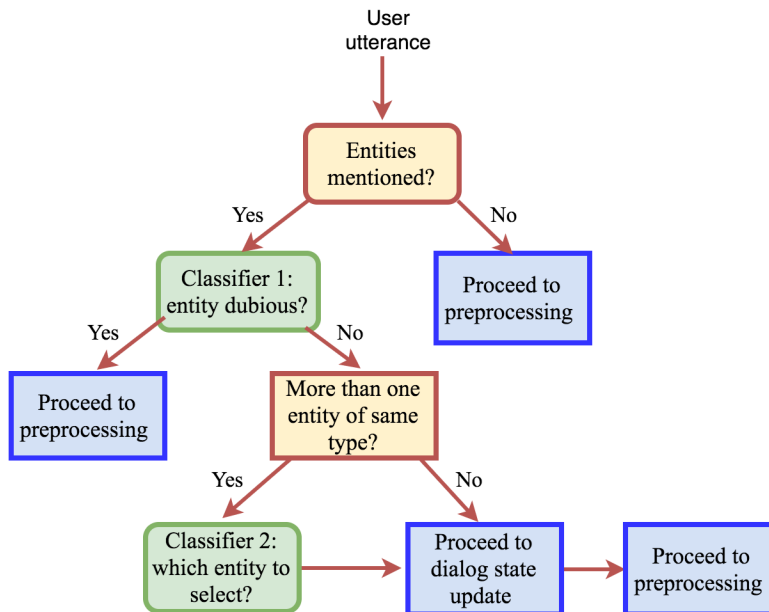 User
utterance
Entities
mentioned?
Yes
No
Classifier 1:
entity dubious?
Proceed to
preprocessing
Yes
No
Proceed to
preprocessing
More than one
entity of same
type?
Yes
No
Classifier 2:
which entity to
select?
Proceed to
dialog state
update
Proceed to
preprocessing